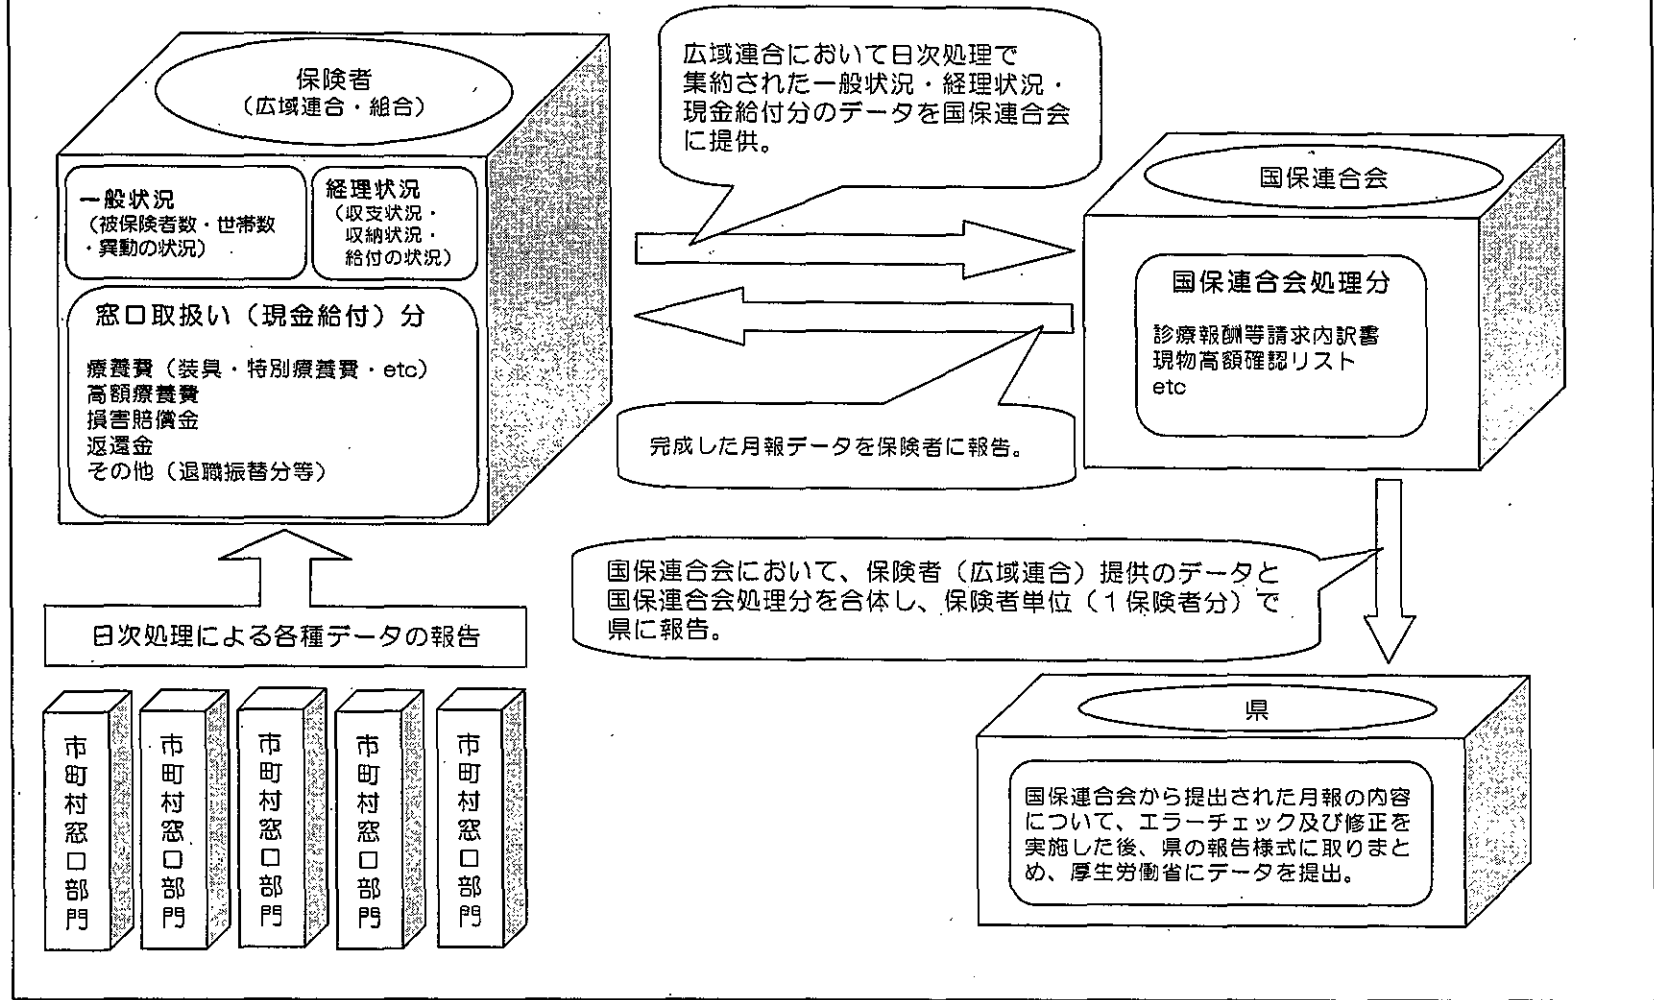 保険者
（広域連合・組合）
一般状況
（被保険者数・世帯数
・異動の状況）
経理状況
（収支状況・
収納状況・
給付の状況）
窓口取扱い（現金給付）分
療養費（装具・特別療養費・etc）
高額療養費
損害賠償金
返還金
その他（退職振替分等）
広域連合において日次処理で
集約された一般状況・経理状況・
現金給付分のデータを国保連合会
に提供。
国保連合会
国保連合会処理分
診療報酬等請求内訳書
現物高額確認リスト
etc
完成した月報データを保険者に報告。
国保連合会において、保険者（広域連合）提供のデータと
国保連合会処理分を合体し、保険者単位（１保険者分）で
県に報告。
日次処理による各種データの報告
市町村窓口部門
市町村窓口部門
市町村窓口部門
市町村窓口部門
市町村窓口部門
県
国保連合会から提出された月報の内容
について、エラーチェック及び修正を
実施した後、県の報告様式に取りまと
め、厚生労働省にデータを提出。